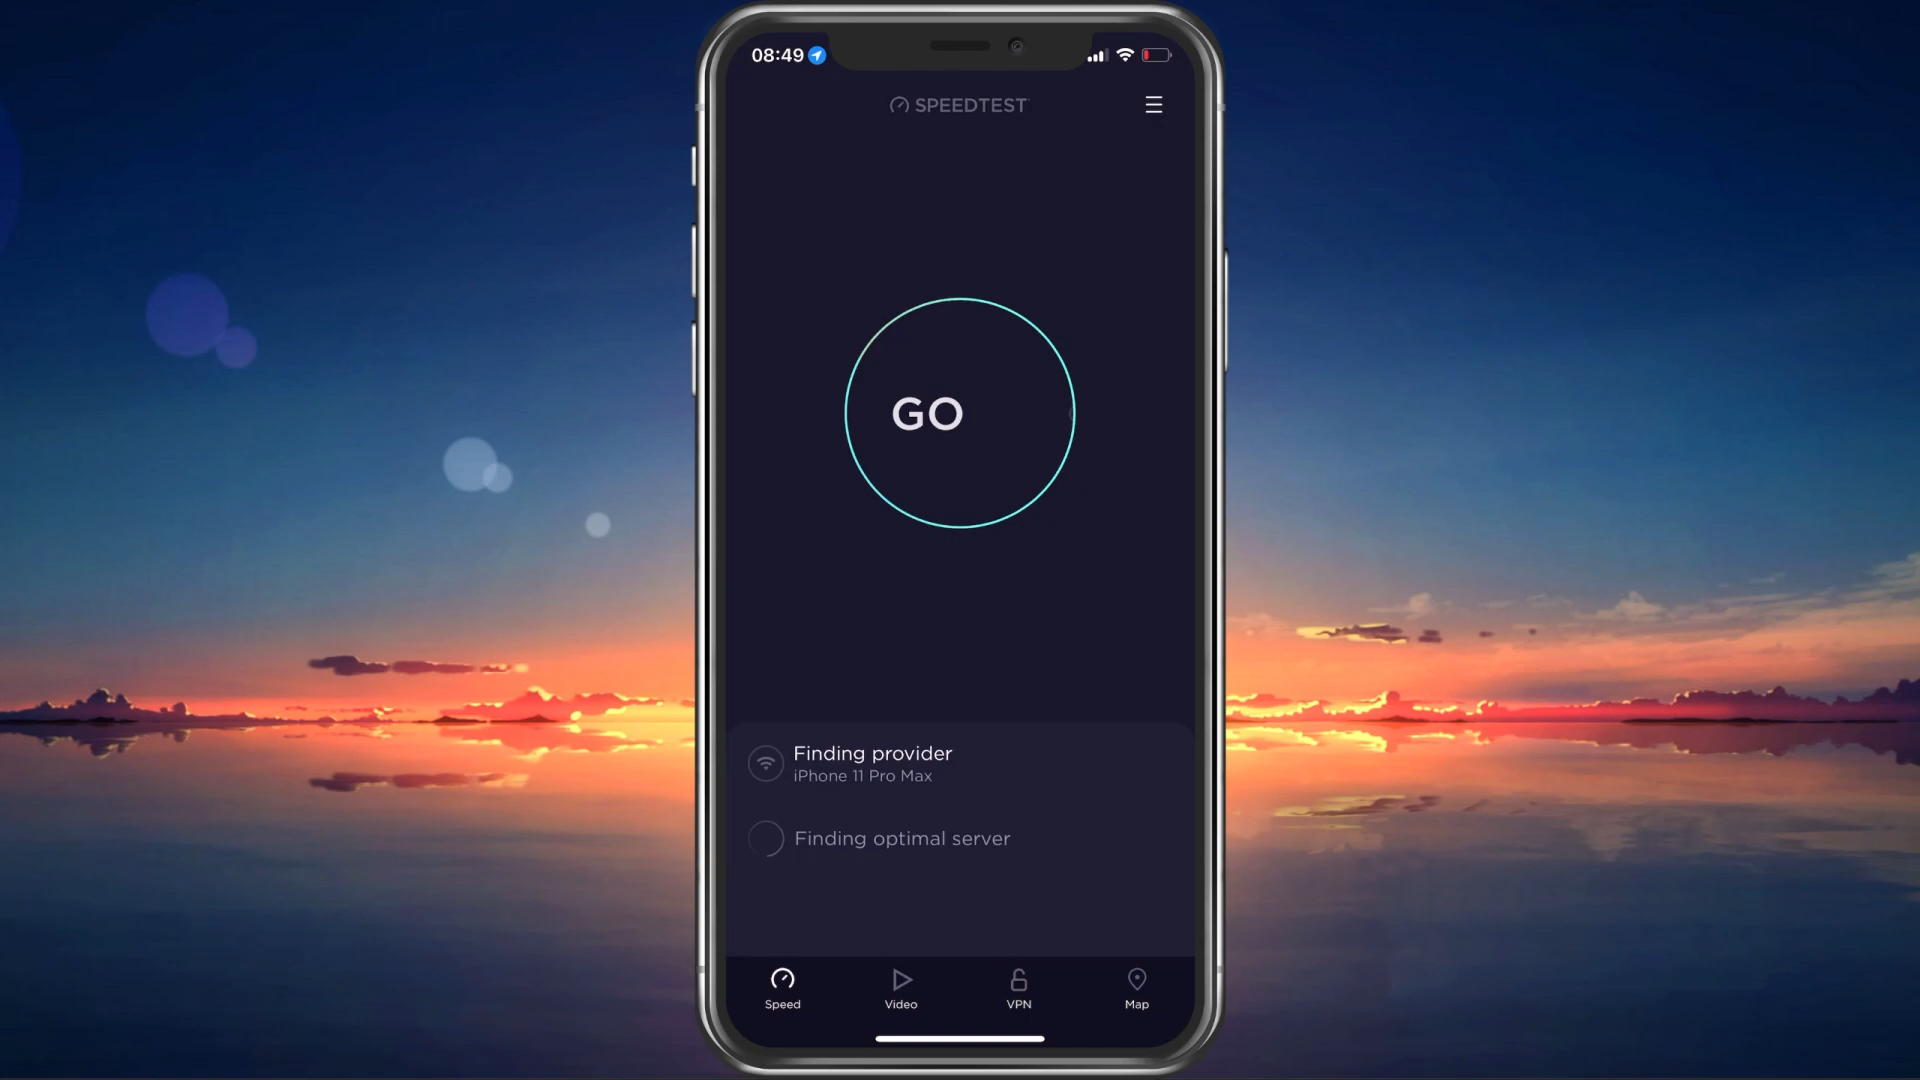 08:49
SPEEDTEST
GO
Finding provider
iPhone 11 Pro Max
Finding optimal server
Speed Video VPN Map